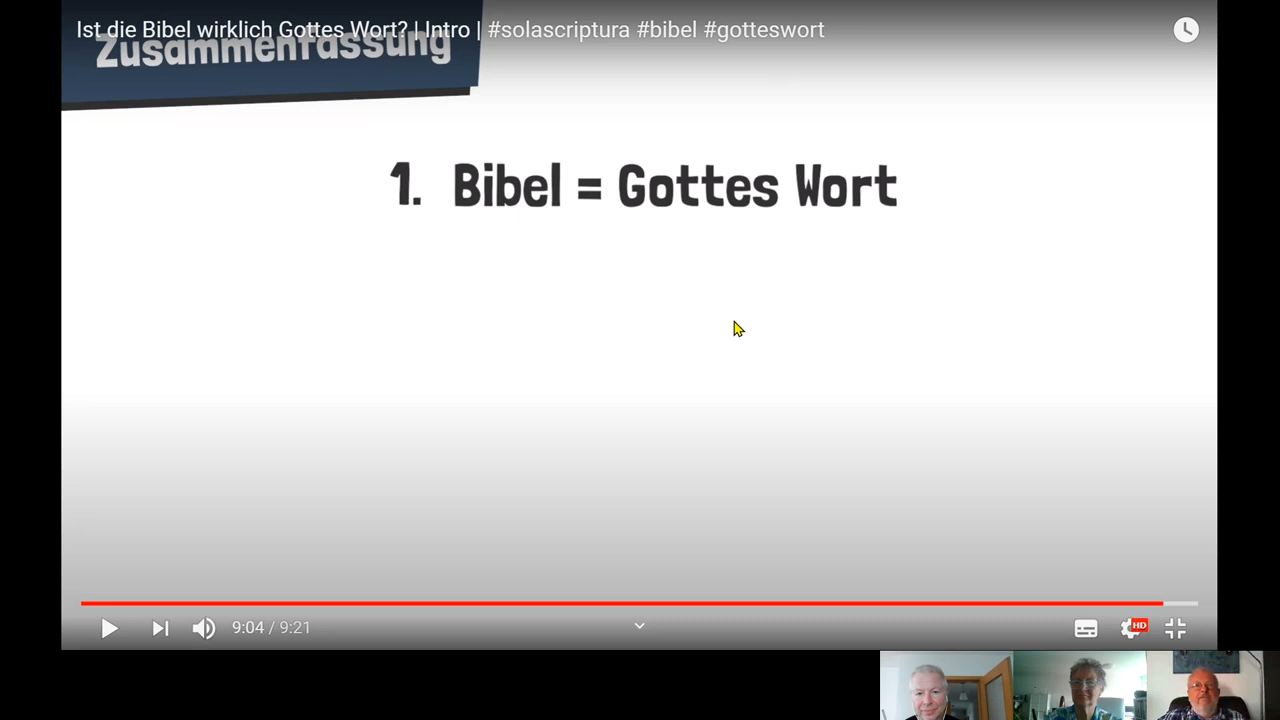 Ist die Bibel wirklich Gottes Wort? | Intro | #solascriptura #bibel #gotteswort
Zusammenfassung
1. Bibel = Gottes Wort
9:04 / 9:21
HD